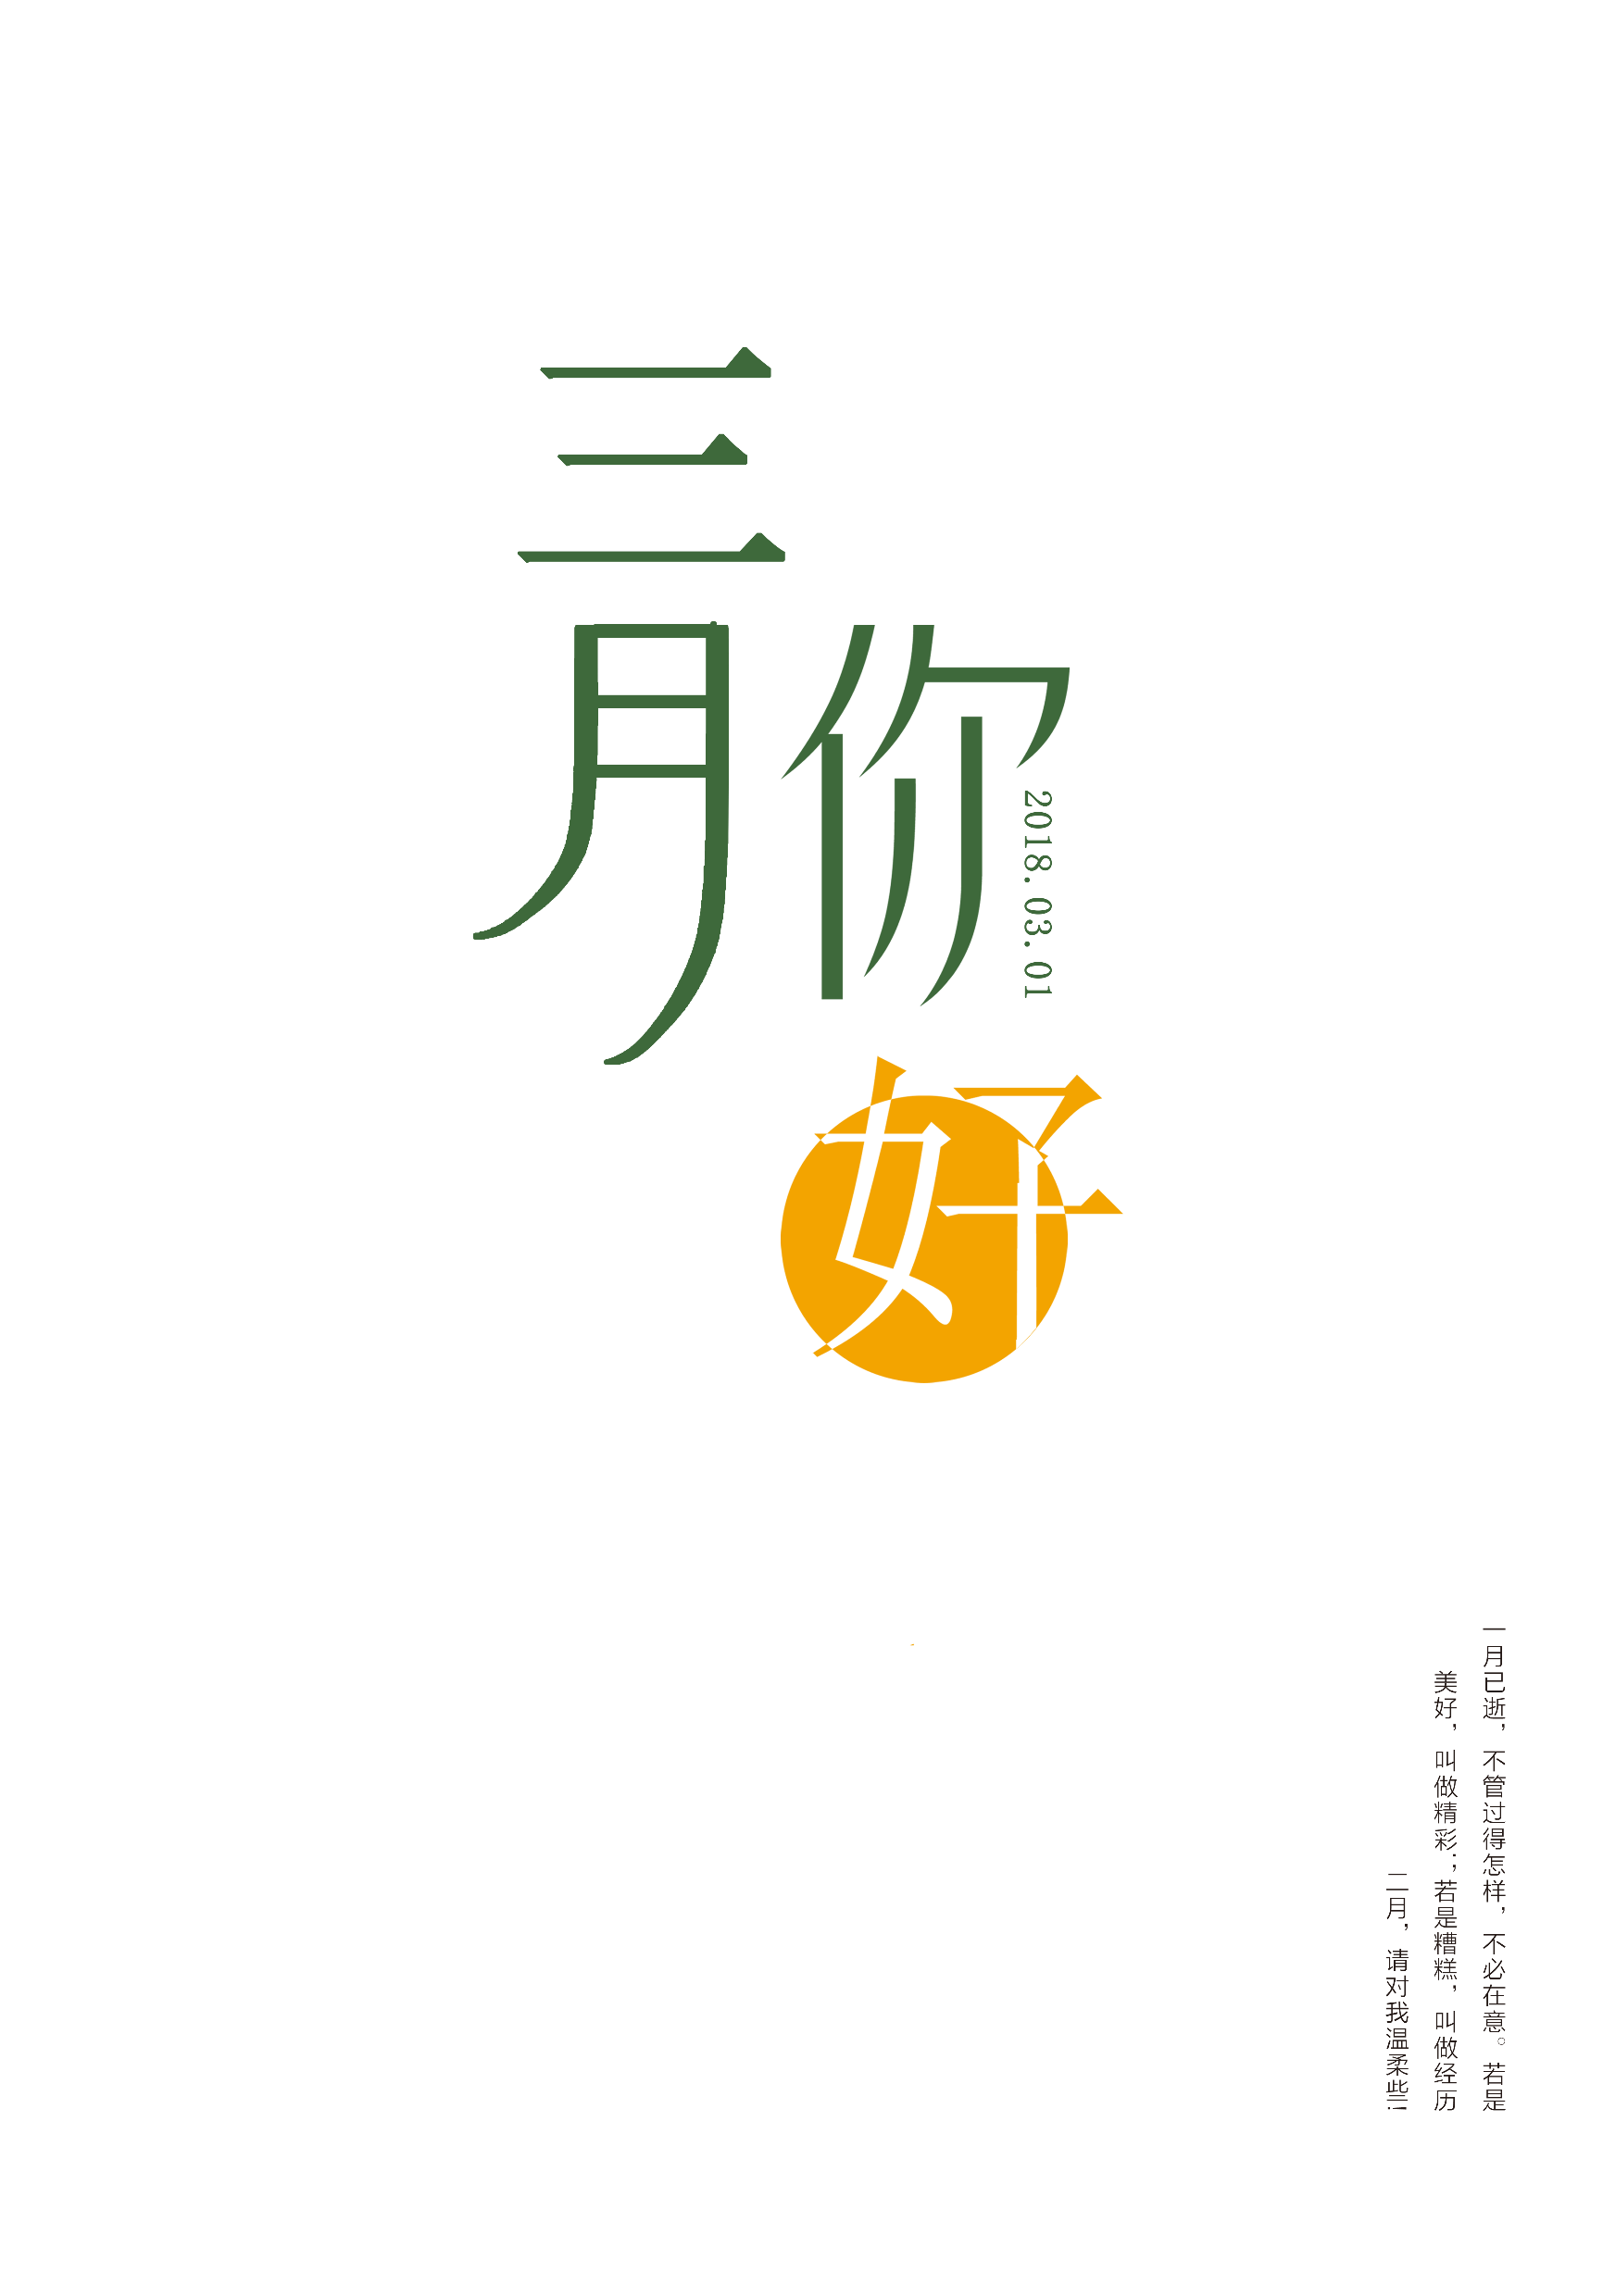 三月
你好
2018.03.01
一月已逝，不管过得怎样，不必在意。若是
美好，叫做精彩；若是糟糕，叫做经历
二月，请对我温柔些